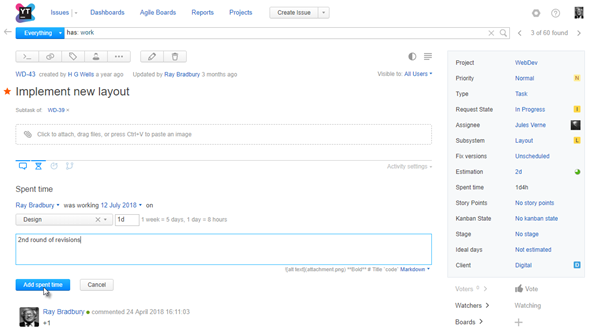 YT
Issues Dashboards Agile Boards Reports Projects Create Issue
Everything has: work 3 of 60 found
WD-43 created by H G Wells a year ago Updated by Ray Bradbury 3 months ago Visible to: All Users
Implement new layout
Subtask of WD-39
Click to attach, drag files, or press Ctrl+V to paste an image
Activity settings
Spent time
Ray Bradbury was working 12 July 2018 on
Design 1d 1 week = 5 days, 1 day = 8 hours
2nd round of revisions
![alt text](attachment.png) **Bold** # Title `code` Markdown
Add spent time Cancel
Ray Bradbury commented 24 April 2018 16:11:03
+1
Project WebDev
Priority Normal N
Type Task
Request State In Progress I
Assignee Jules Verne
Subsystem Layout L
Fix versions Unscheduled
Estimation 2d
Spent time 1d4h
Story Points No story points
Kanban State No kanban state
Stage No stage
Ideal days Not estimated
Client Digital D
Voters 0 Vote
Watchers Watching
Boards